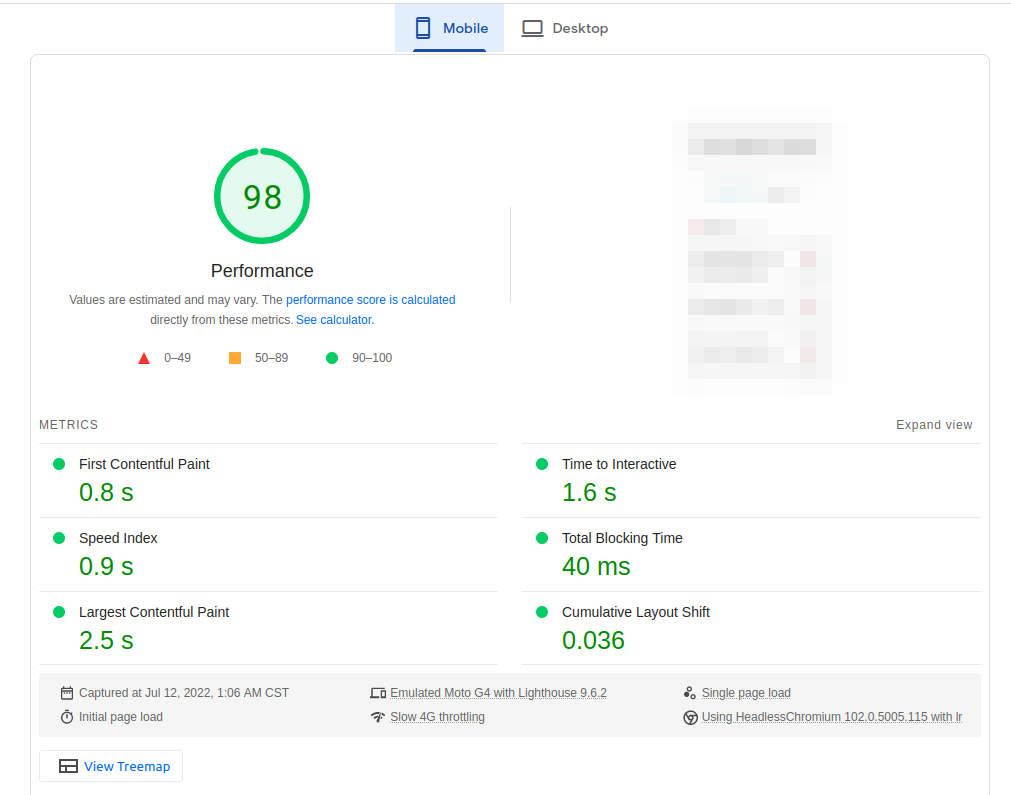 Mobile Desktop
98
Performance
Values are estimated and may vary. The performance score is calculated
directly from these metrics. See calculator.
0–49 50–89 90–100
METRICS Expand view
First Contentful Paint
0.8 s
Time to Interactive
1.6 s
Speed Index
0.9 s
Total Blocking Time
40 ms
Largest Contentful Paint
2.5 s
Cumulative Layout Shift
0.036
Captured at Jul 12, 2022, 1:06 AM CST
Emulated Moto G4 with Lighthouse 9.6.2
Single page load
Initial page load
Slow 4G throttling
Using HeadlessChromium 102.0.5005.115 with lr
View Treemap